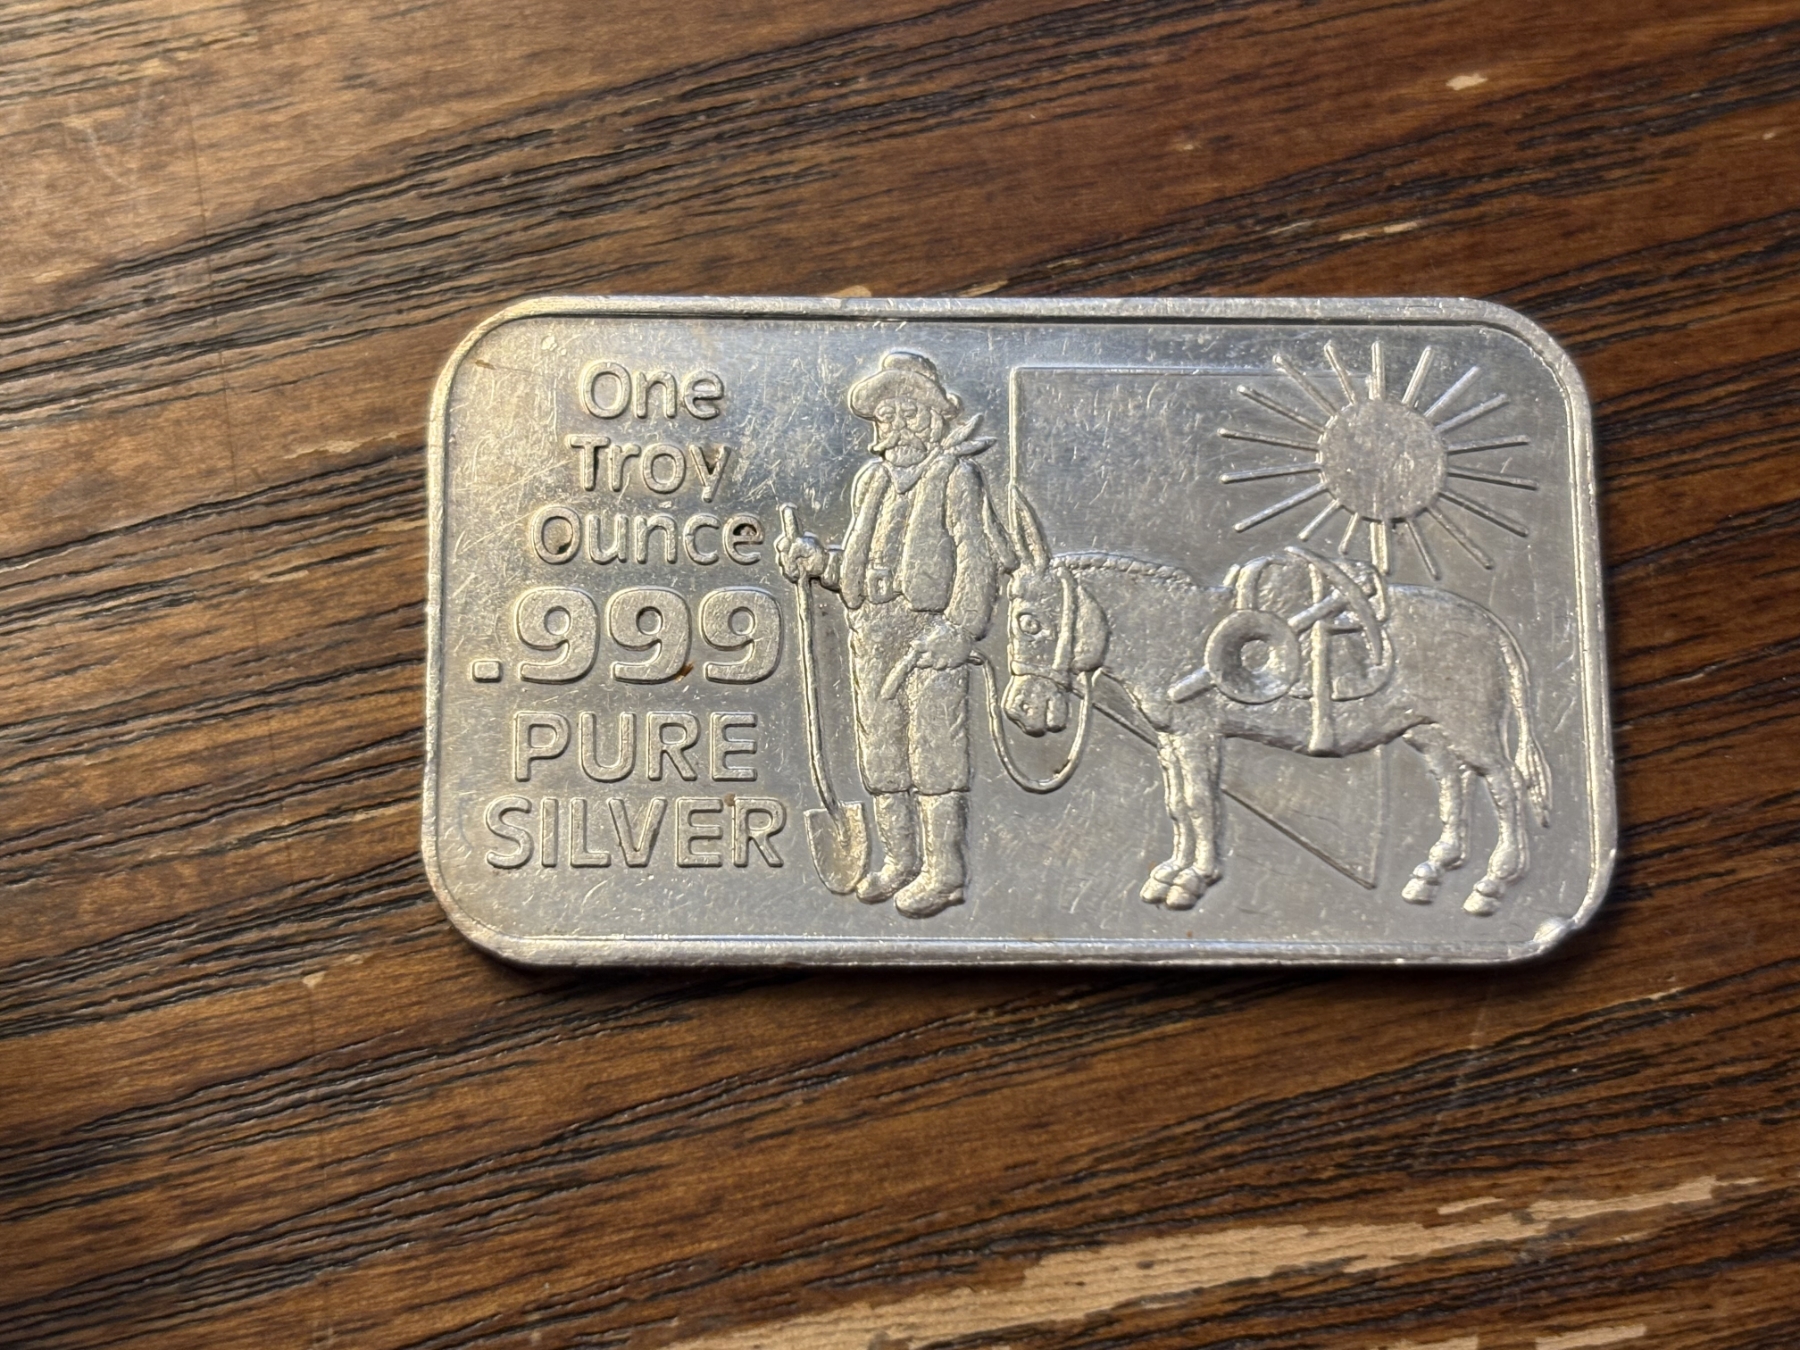 One
Troy
Ounce
.999
PURE
SILVER